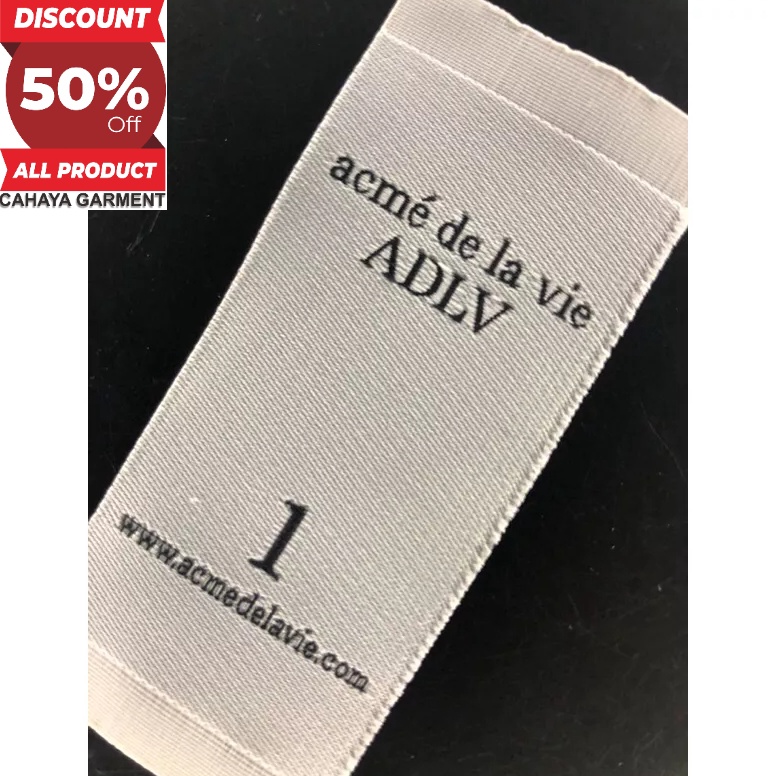 DISCOUNT
50%
Off
ALL PRODUCT
CAHAYA GARMENT
acmé de la vie
ADLV
1
www.acmedelavie.com